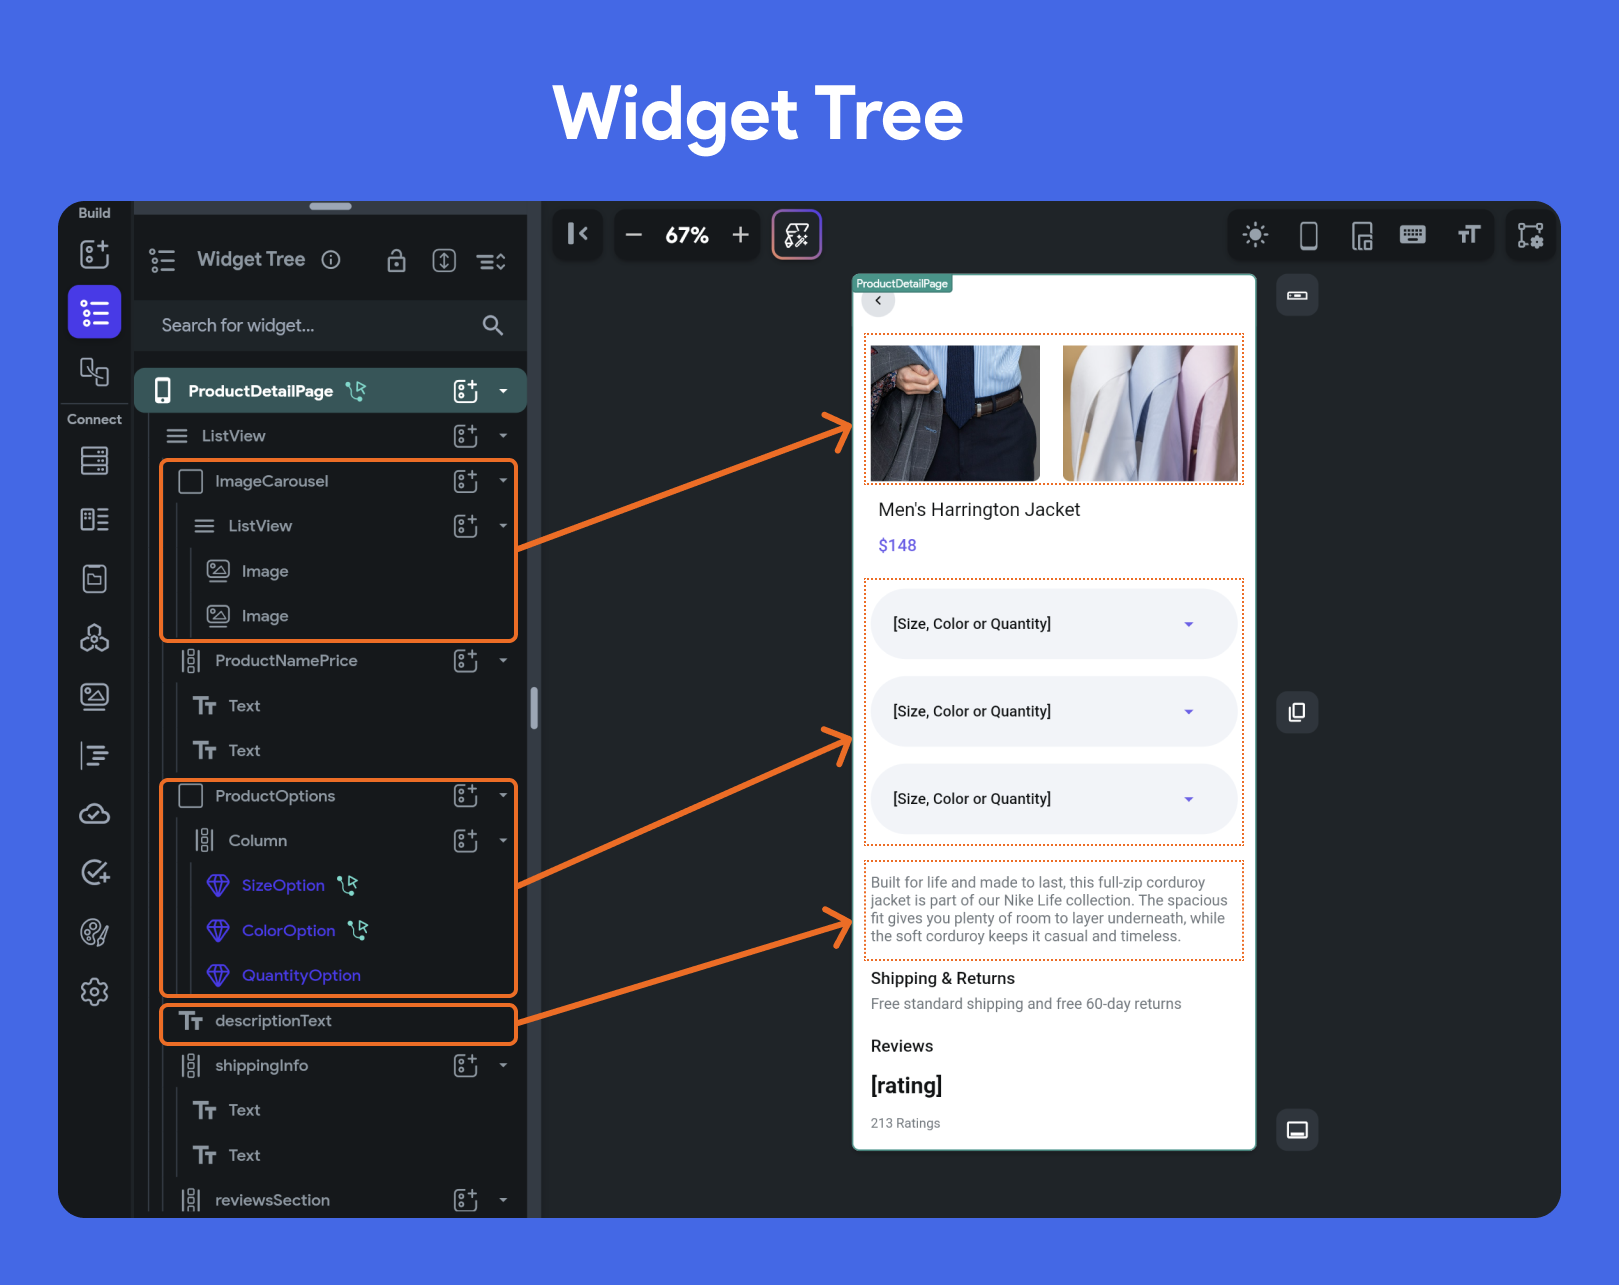 Widget Tree
Build
Widget Tree
67%
Search for widget...
ProductDetailPage
ListView
Connect
ImageCarousel
ListView
Image
Image
ProductNamePrice
Text
Text
ProductOptions
Column
SizeOption
ColorOption
QuantityOption
descriptionText
shippingInfo
Text
Text
reviewsSection
ProductDetailPage
Men's Harrington Jacket
$148
[Size, Color or Quantity]
[Size, Color or Quantity]
[Size, Color or Quantity]
Built for life and made to last, this full-zip corduroy
jacket is part of our Nike Life collection. The spacious
fit gives you plenty of room to layer underneath, while
the soft corduroy keeps it casual and timeless.
Shipping & Returns
Free standard shipping and free 60-day returns
Reviews
[rating]
213 Ratings